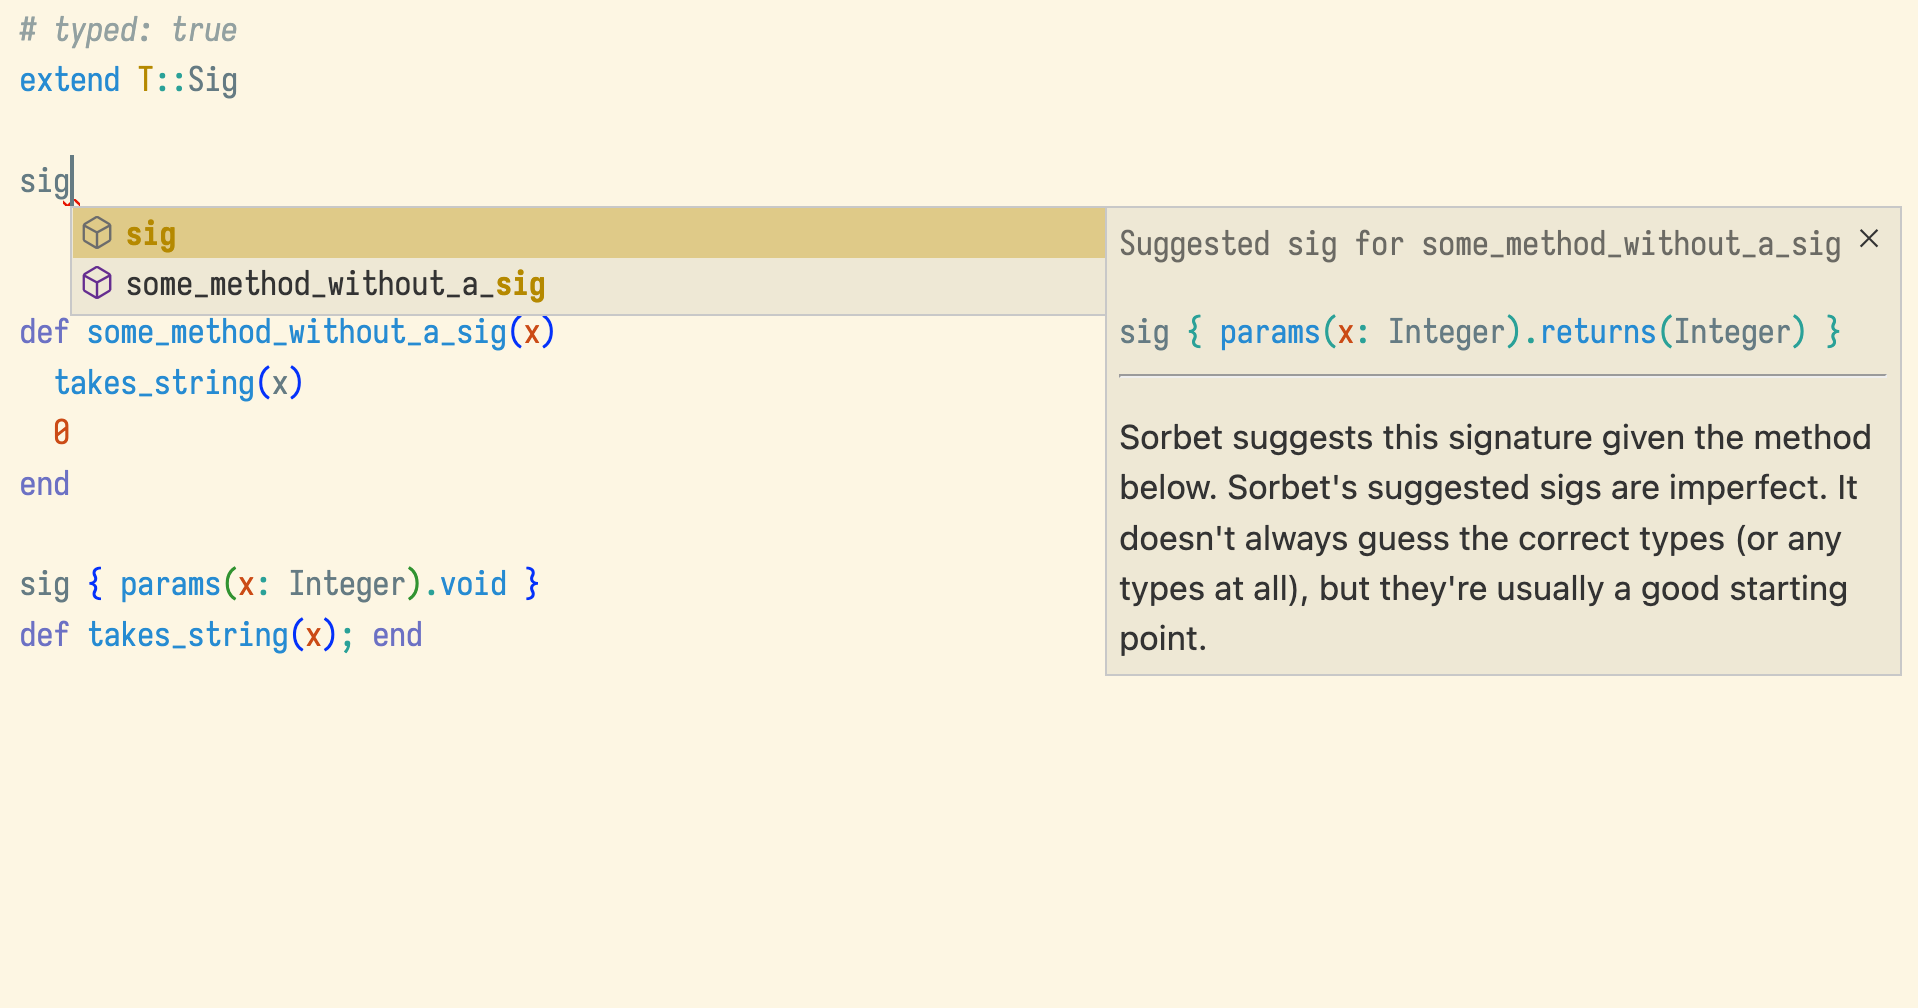 # typed: true
extend T::Sig
sig
sig
some_method_without_a_sig
def some_method_without_a_sig(x)
  takes_string(x)
  0
end
sig { params(x: Integer).void }
def takes_string(x); end
Suggested sig for some_method_without_a_sig
sig { params(x: Integer).returns(Integer) }
Sorbet suggests this signature given the method
below. Sorbet's suggested sigs are imperfect. It
doesn't always guess the correct types (or any
types at all), but they're usually a good starting
point.